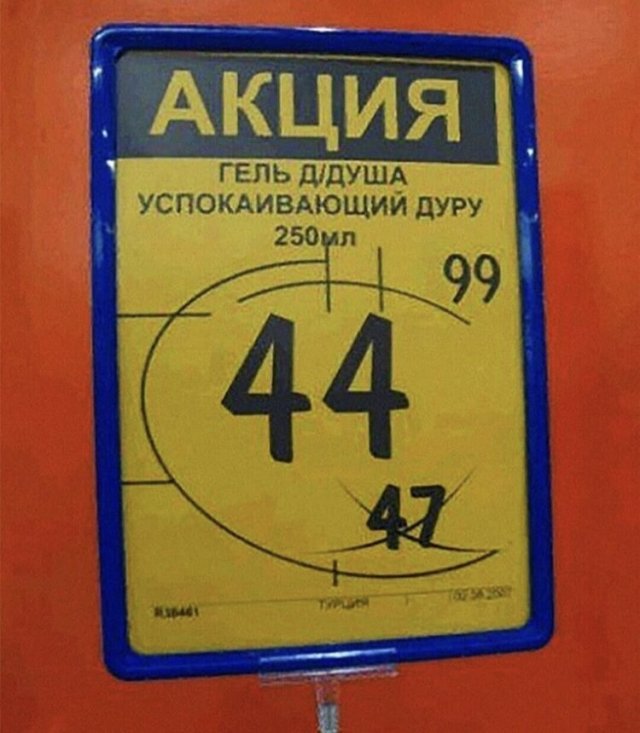 АКЦИЯ
ГЕЛЬ Д/ДУША
УСПОКАИВАЮЩИЙ ДУРУ
250мл
99
44
47
ТУРЦИЯ